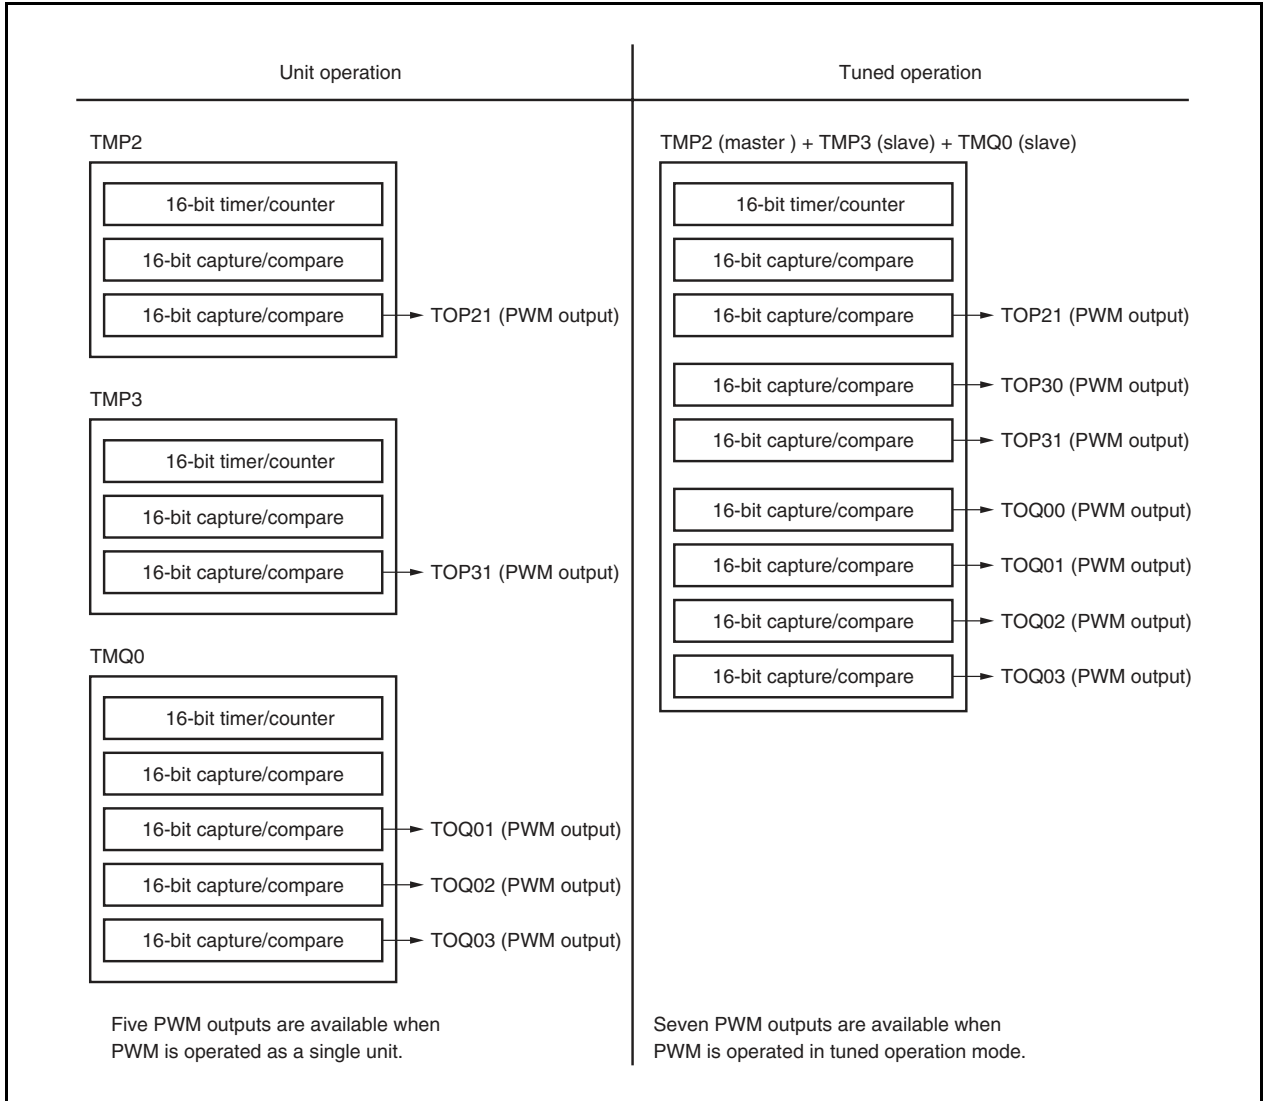 Unit operation
Tuned operation
TMP2
16-bit timer/counter
16-bit capture/compare
16-bit capture/compare
TOP21 (PWM output)
TMP3
16-bit timer/counter
16-bit capture/compare
16-bit capture/compare
TOP31 (PWM output)
TMQ0
16-bit timer/counter
16-bit capture/compare
16-bit capture/compare
TOQ01 (PWM output)
16-bit capture/compare
TOQ02 (PWM output)
16-bit capture/compare
TOQ03 (PWM output)
Five PWM outputs are available when
PWM is operated as a single unit.
TMP2 (master ) + TMP3 (slave) + TMQ0 (slave)
16-bit timer/counter
16-bit capture/compare
16-bit capture/compare
TOP21 (PWM output)
16-bit capture/compare
TOP30 (PWM output)
16-bit capture/compare
TOP31 (PWM output)
16-bit capture/compare
TOQ00 (PWM output)
16-bit capture/compare
TOQ01 (PWM output)
16-bit capture/compare
TOQ02 (PWM output)
16-bit capture/compare
TOQ03 (PWM output)
Seven PWM outputs are available when
PWM is operated in tuned operation mode.